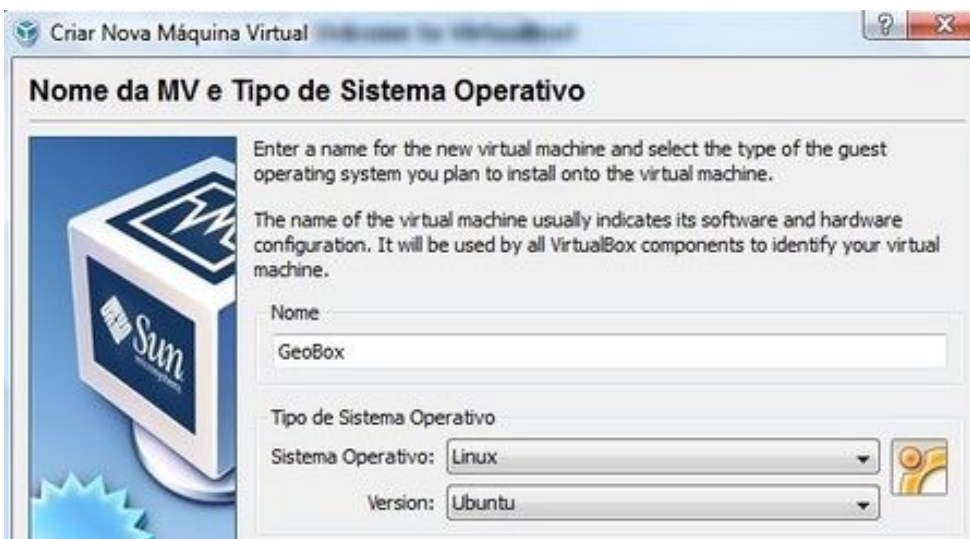 Criar Nova Máquina Virtual
Nome da MV e Tipo de Sistema Operativo
Enter a name for the new virtual machine and select the type of the guest
operating system you plan to install onto the virtual machine.
The name of the virtual machine usually indicates its software and hardware
configuration. It will be used by all VirtualBox components to identify your virtual
machine.
Nome
GeoBox
Tipo de Sistema Operativo
Sistema Operativo: Linux
Version: Ubuntu
Sun
microsystems